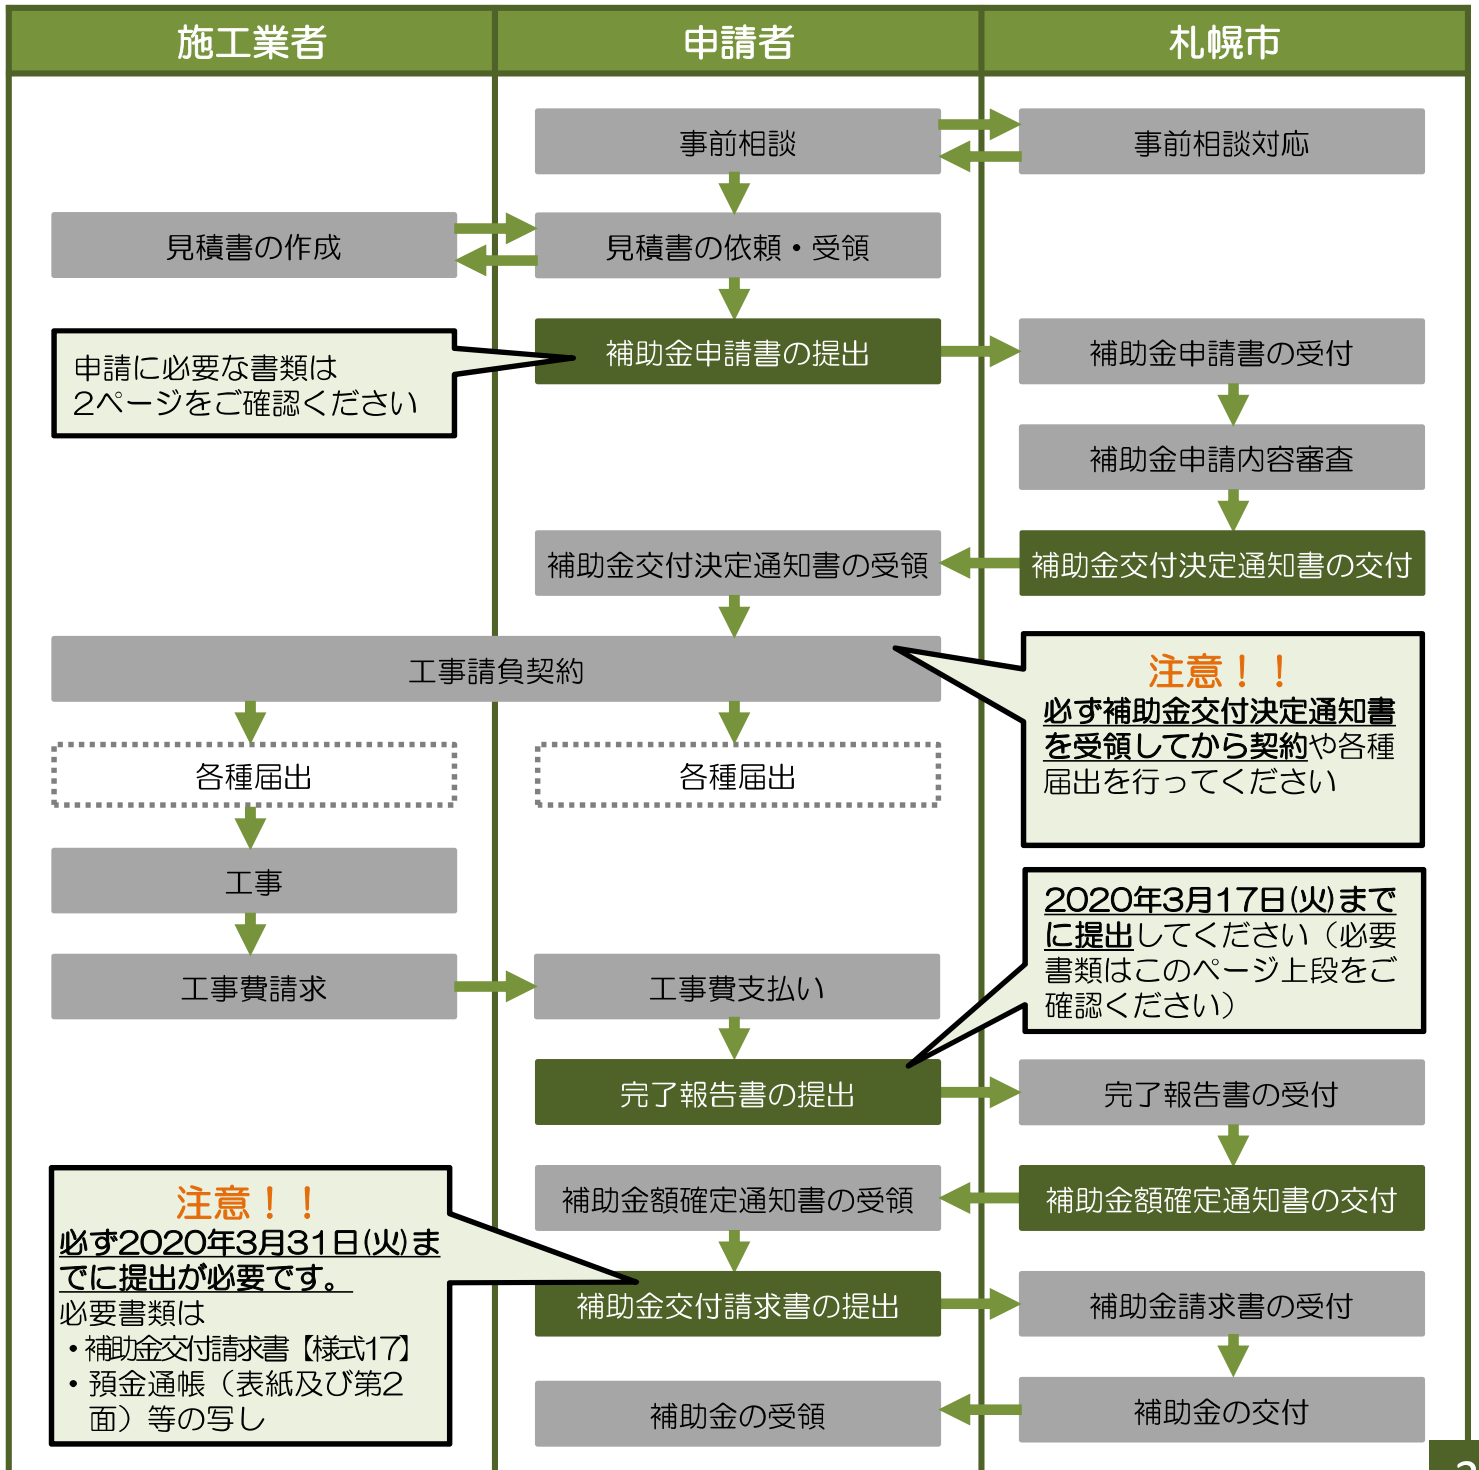 施工業者
申請者
札幌市
事前相談
事前相談対応
見積書の作成
見積書の依頼・受領
申請に必要な書類は
2ページをご確認ください
補助金申請書の提出
補助金申請書の受付
補助金申請内容審査
補助金交付決定通知書の受領
補助金交付決定通知書の交付
工事請負契約
注意！！
必ず補助金交付決定通知書
を受領してから契約や各種
届出を行ってください
各種届出
各種届出
工事
2020年3月17日(火)まで
に提出してください（必要
書類はこのページ上段をご
確認ください）
工事費請求
工事費支払い
完了報告書の提出
完了報告書の受付
注意！！
必ず2020年3月31日(火)ま
でに提出が必要です。
必要書類は
・補助金交付請求書【様式17】
・預金通帳（表紙及び第2
面）等の写し
補助金額確定通知書の受領
補助金額確定通知書の交付
補助金交付請求書の提出
補助金請求書の受付
補助金の受領
補助金の交付